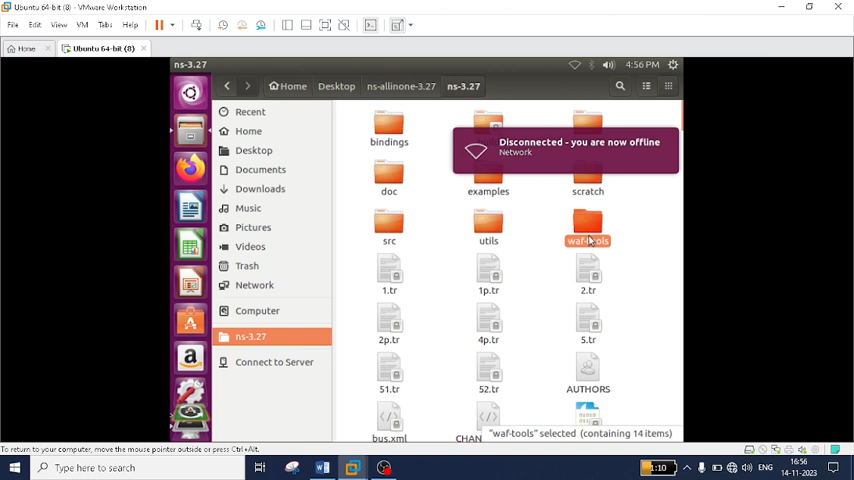 Ubuntu 64-bit (8) - VMware Workstation
File Edit View VM Tabs Help
Home Ubuntu 64-bit (8)
ns-3.27 4:56 PM
Home Desktop ns-allinone-3.27 ns-3.27
Recent
Home
Desktop
Documents
Downloads
Music
Pictures
Videos
Trash
Network
Computer
ns-3.27
Connect to Server
bindings
Disconnected - you are now offline
Network
doc examples scratch
src utils waf-tools
1.tr 1p.tr 2.tr
2p.tr 4p.tr 5.tr
51.tr 52.tr AUTHORS
bus.xml CHAN
"waf-tools" selected (containing 14 items)
To return to your computer, move the mouse pointer outside or press Ctrl+Alt.
Type here to search
1:10 ENG
16:56
14-11-2023